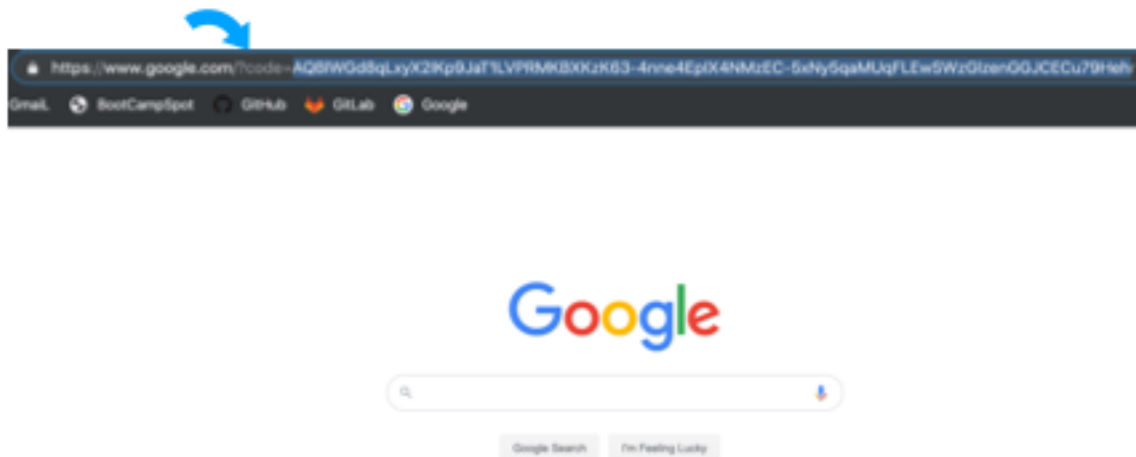 https://www.google.com/?code=
Gmail. BootCampSpot GitHub GitLab Google
Google
Google Search I'm Feeling Lucky